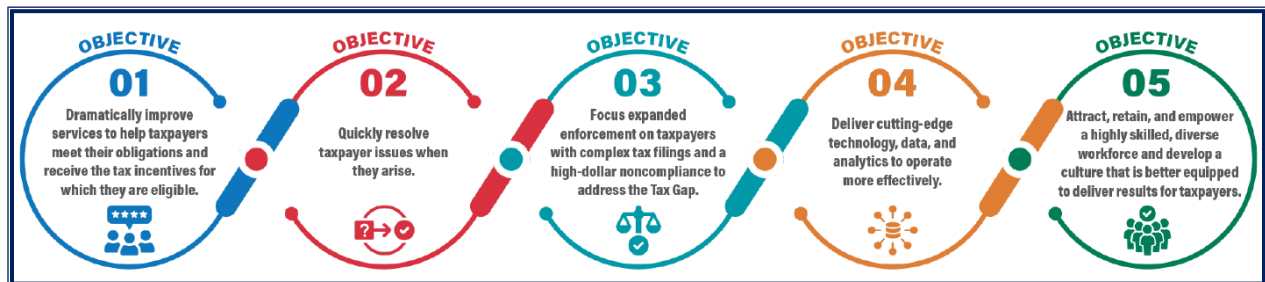 OBJECTIVE
01
Dramatically improve
services to help taxpayers
meet their obligations and
receive the tax incentives for
which they are eligible.
OBJECTIVE
02
Quickly resolve
taxpayer issues when
they arise.
?
OBJECTIVE
03
Focus expanded
enforcement on taxpayers
with complex tax filings and a
high-dollar noncompliance to
address the Tax Gap.
OBJECTIVE
04
Deliver cutting-edge
technology, data, and
analytics to operate
more effectively.
OBJECTIVE
05
Attract, retain, and empower
a highly skilled, diverse
workforce and develop a
culture that is better equipped
to deliver results for taxpayers.